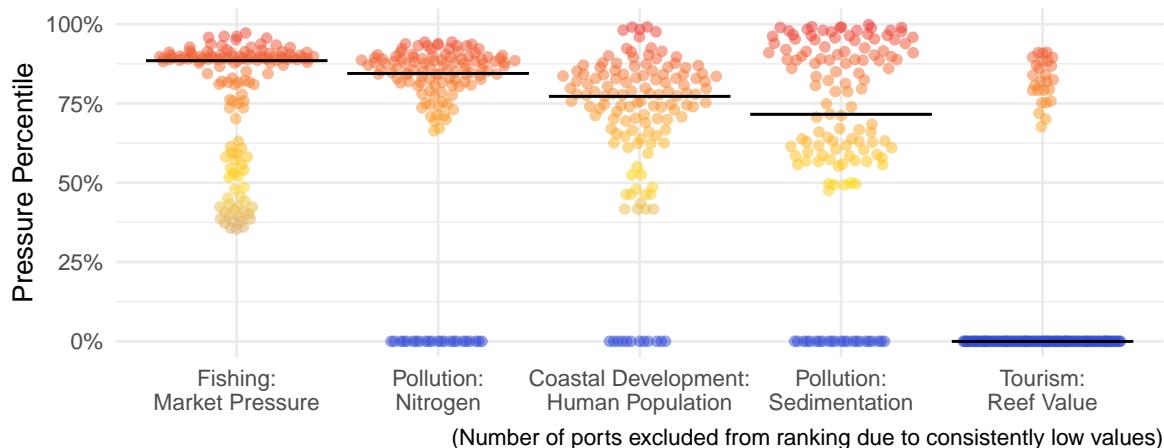 Pressure Percentile
100%
75%
50%
25%
0%
Fishing:
Market Pressure
Pollution:
Nitrogen
Coastal Development:
Human Population
Pollution:
Sedimentation
Tourism:
Reef Value
(Number of ports excluded from ranking due to consistently low values)